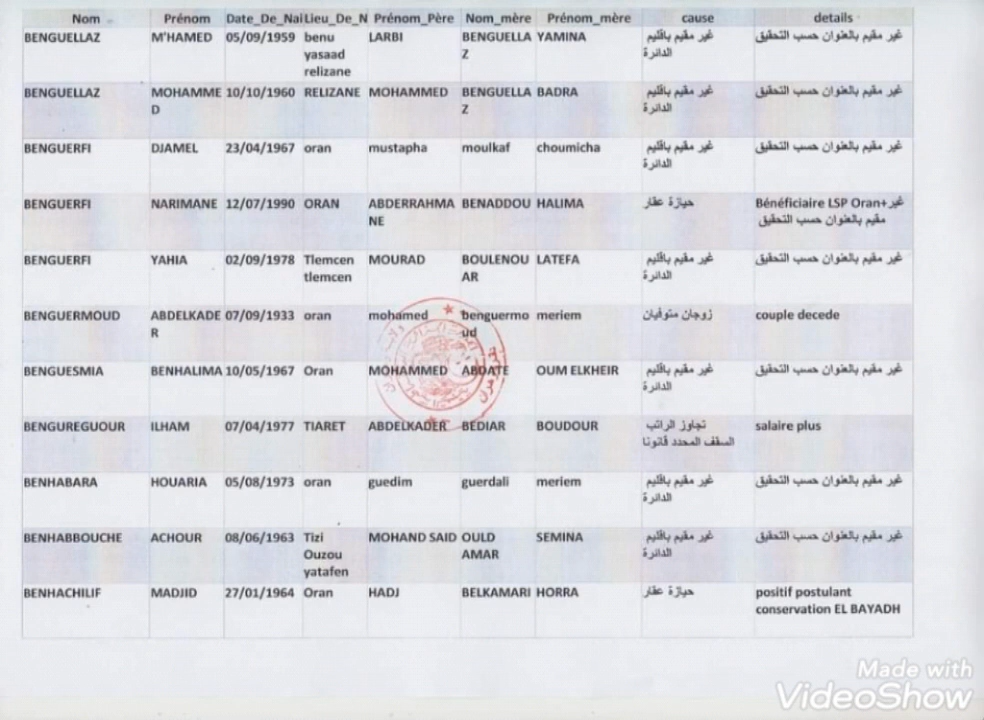 Nom Prénom Date_De_Nai Lieu_De_N Prénom_Père Nom_mère Prénom_mère cause details
BENGUELLAZ M'HAMED 05/09/1959 benu LARBI BENGUELLA YAMINA غير مقيم بإقليم غير مقيم بالعنوان حسب التحقيق
yasaad Z الدائرة
relizane
BENGUELLAZ MOHAMME 10/10/1960 RELIZANE MOHAMMED BENGUELLA BADRA غير مقيم بإقليم غير مقيم بالعنوان حسب التحقيق
D Z الدائرة
BENGUERFI DJAMEL 23/04/1967 oran mustapha moulkaf choumicha غير مقيم بإقليم غير مقيم بالعنوان حسب التحقيق
الدائرة
BENGUERFI NARIMANE 12/07/1990 ORAN ABDERRAHMA BENADDOU HALIMA حيازة عقار Bénéficiaire LSP Oran+غير
NE مقيم بالعنوان حسب التحقيق
BENGUERFI YAHIA 02/09/1978 Tlemcen MOURAD BOULENOU LATEFA غير مقيم بإقليم غير مقيم بالعنوان حسب التحقيق
tlemcen AR الدائرة
BENGUERMOUD ABDELKADE 07/09/1933 oran mohamed benguermo meriem زوجان متوفيان couple decede
R ud
BENGUESMIA BENHALIMA 10/05/1967 Oran MOHAMMED ABDATE OUM ELKHEIR غير مقيم بإقليم غير مقيم بالعنوان حسب التحقيق
الدائرة
BENGUREGUOUR ILHAM 07/04/1977 TIARET ABDELKADER BEDIAR BOUDOUR تجاوز الراتب salaire plus
السقف المحدد قانونا
BENHABARA HOUARIA 05/08/1973 oran guedim guerdali meriem غير مقيم بإقليم غير مقيم بالعنوان حسب التحقيق
الدائرة
BENHABBOUCHE ACHOUR 08/06/1963 Tizi MOHAND SAID OULD SEMINA غير مقيم بإقليم غير مقيم بالعنوان حسب التحقيق
Ouzou AMAR الدائرة
yatafen
BENHACHILIF MADJID 27/01/1964 Oran HADJ BELKAMARI HORRA حيازة عقار positif postulant
conservation EL BAYADH
Made with
VideoShow